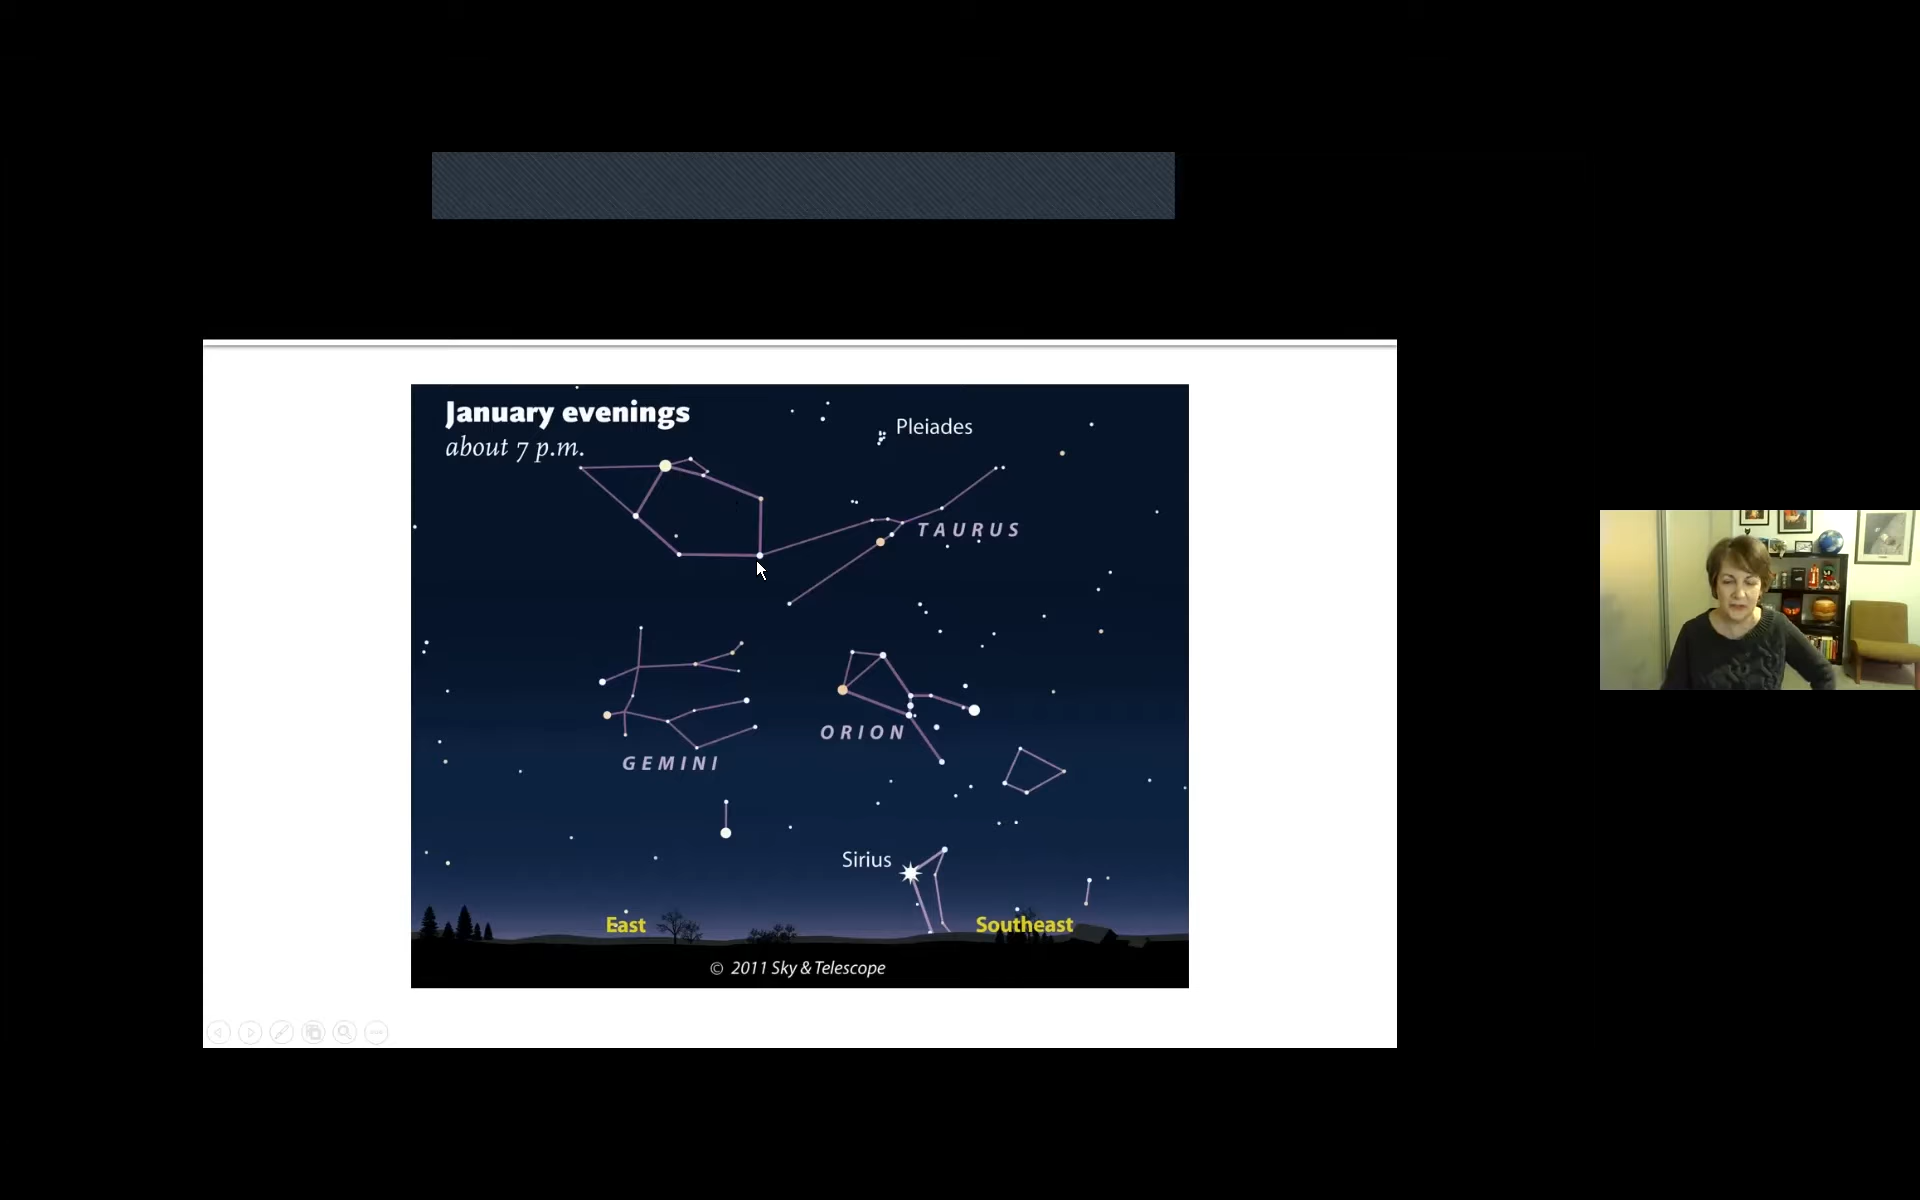 January evenings
about 7 p.m.
Pleiades
TAURUS
ORION
GEMINI
Sirius
East
Southeast
© 2011 Sky & Telescope